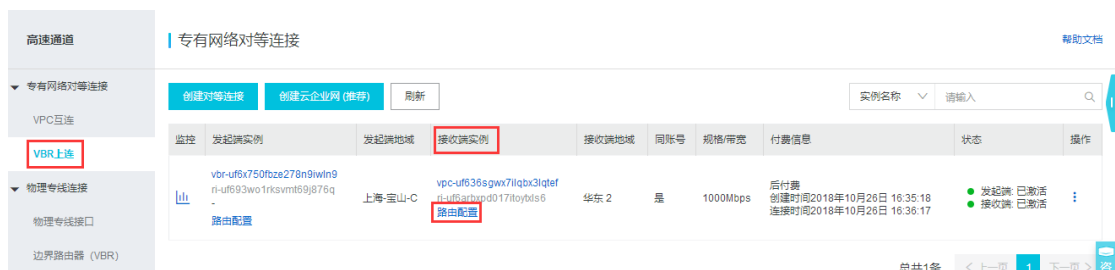 高速通道
专有网络对等连接
帮助文档
专有网络对等连接
VPC互连
VBR上连
物理专线连接
物理专线接口
边界路由器 (VBR)
创建对等连接 创建云企业网 (推荐) 刷新
实例名称 请输入
监控 发起端实例 发起端地域 接收端实例 接收端地域 同账号 规格/带宽 付费信息 状态 操作
vbr-uf6x750fbze278n9iwln9
ri-uf693wo1rksvmt69j876q
-
路由配置
上海-宝山-C
vpc-uf636sgwx7ilqbx3lqtef
ri-uf6arbxpd017itoytxls6
路由配置
华东 2
是
1000Mbps
后付费
创建时间2018年10月26日 16:35:18
连接时间2018年10月26日 16:36:17
发起端: 已激活
接收端: 已激活
总共1条 < 上一页 1 下一页 >
咨